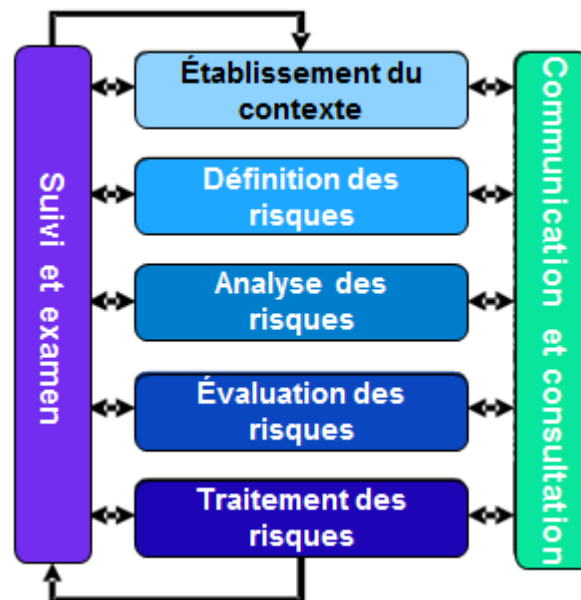 Établissement du
contexte
Définition des
risques
Analyse des
risques
Évaluation des
risques
Traitement des
risques
Suivi et examen
Communication et consultation